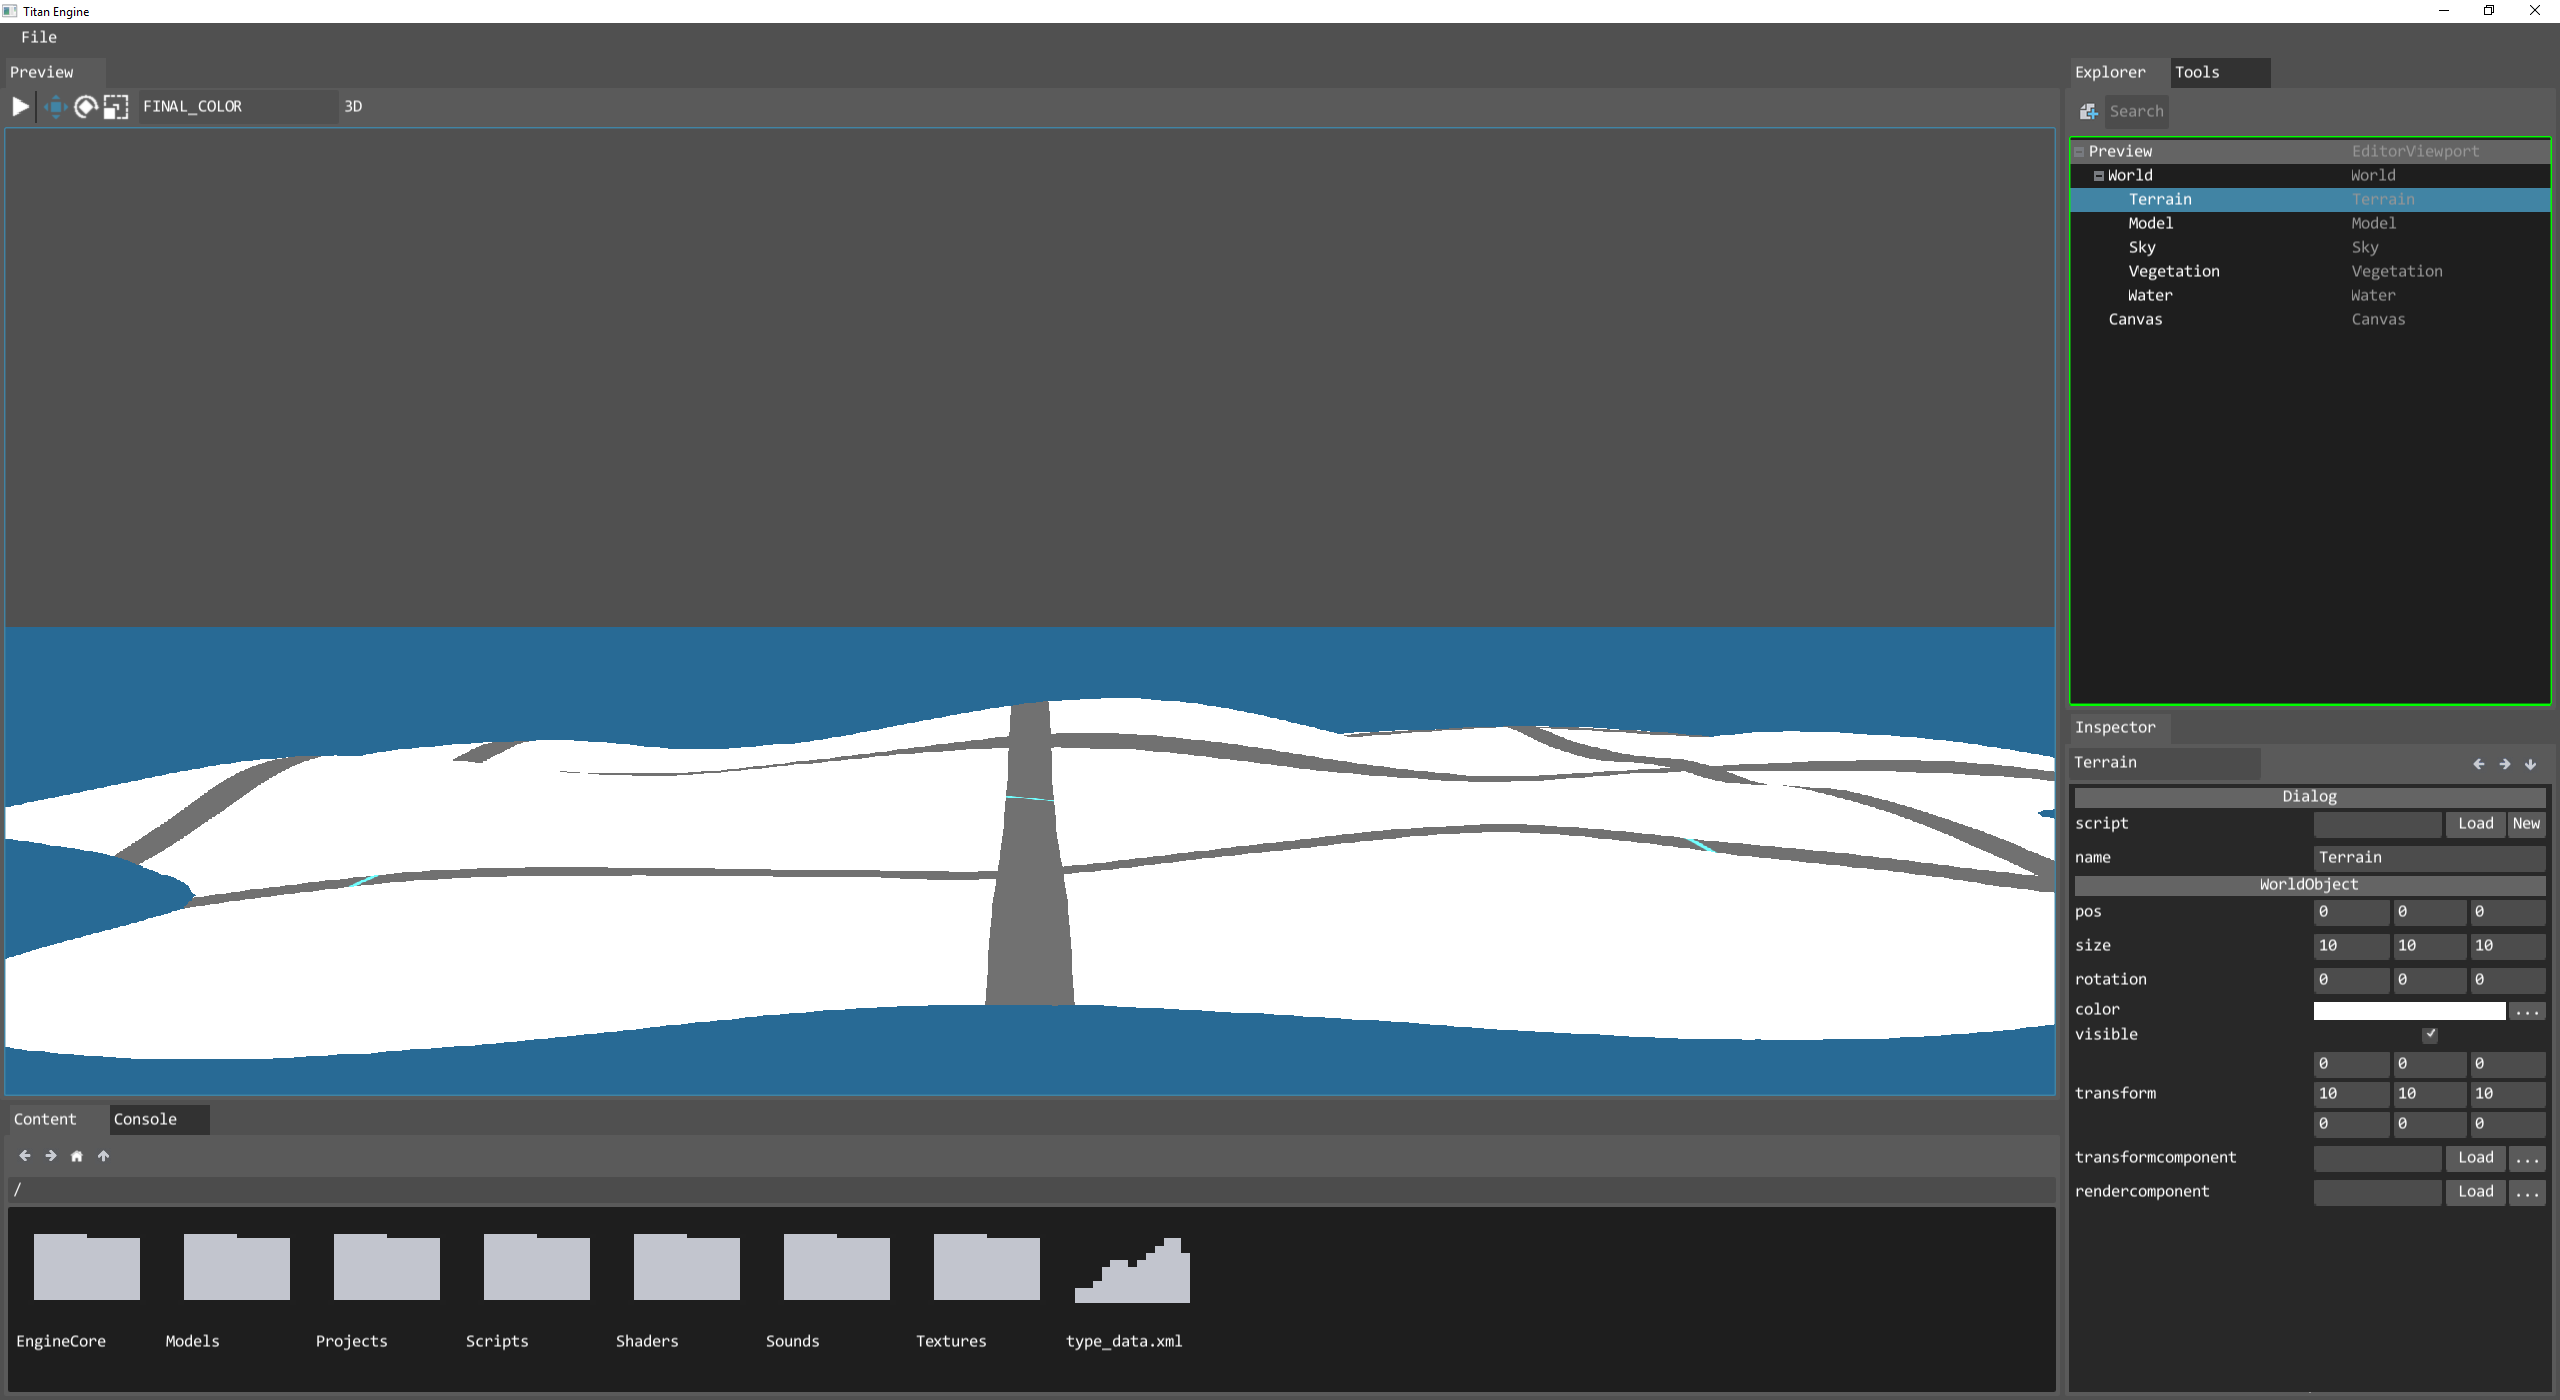 Titan Engine
File
Preview
FINAL_COLOR 3D
Explorer Tools
Search
Preview EditorViewport
World World
Terrain Terrain
Model Model
Sky Sky
Vegetation Vegetation
Water Water
Canvas Canvas
Inspector
Terrain
Dialog
script Load New
name Terrain
WorldObject
pos 0 0 0
size 10 10 10
rotation 0 0 0
color ...
visible
0 0 0
transform 10 10 10
0 0 0
transformcomponent Load ...
rendercomponent Load ...
Content Console
/
EngineCore Models Projects Scripts Shaders Sounds Textures type_data.xml